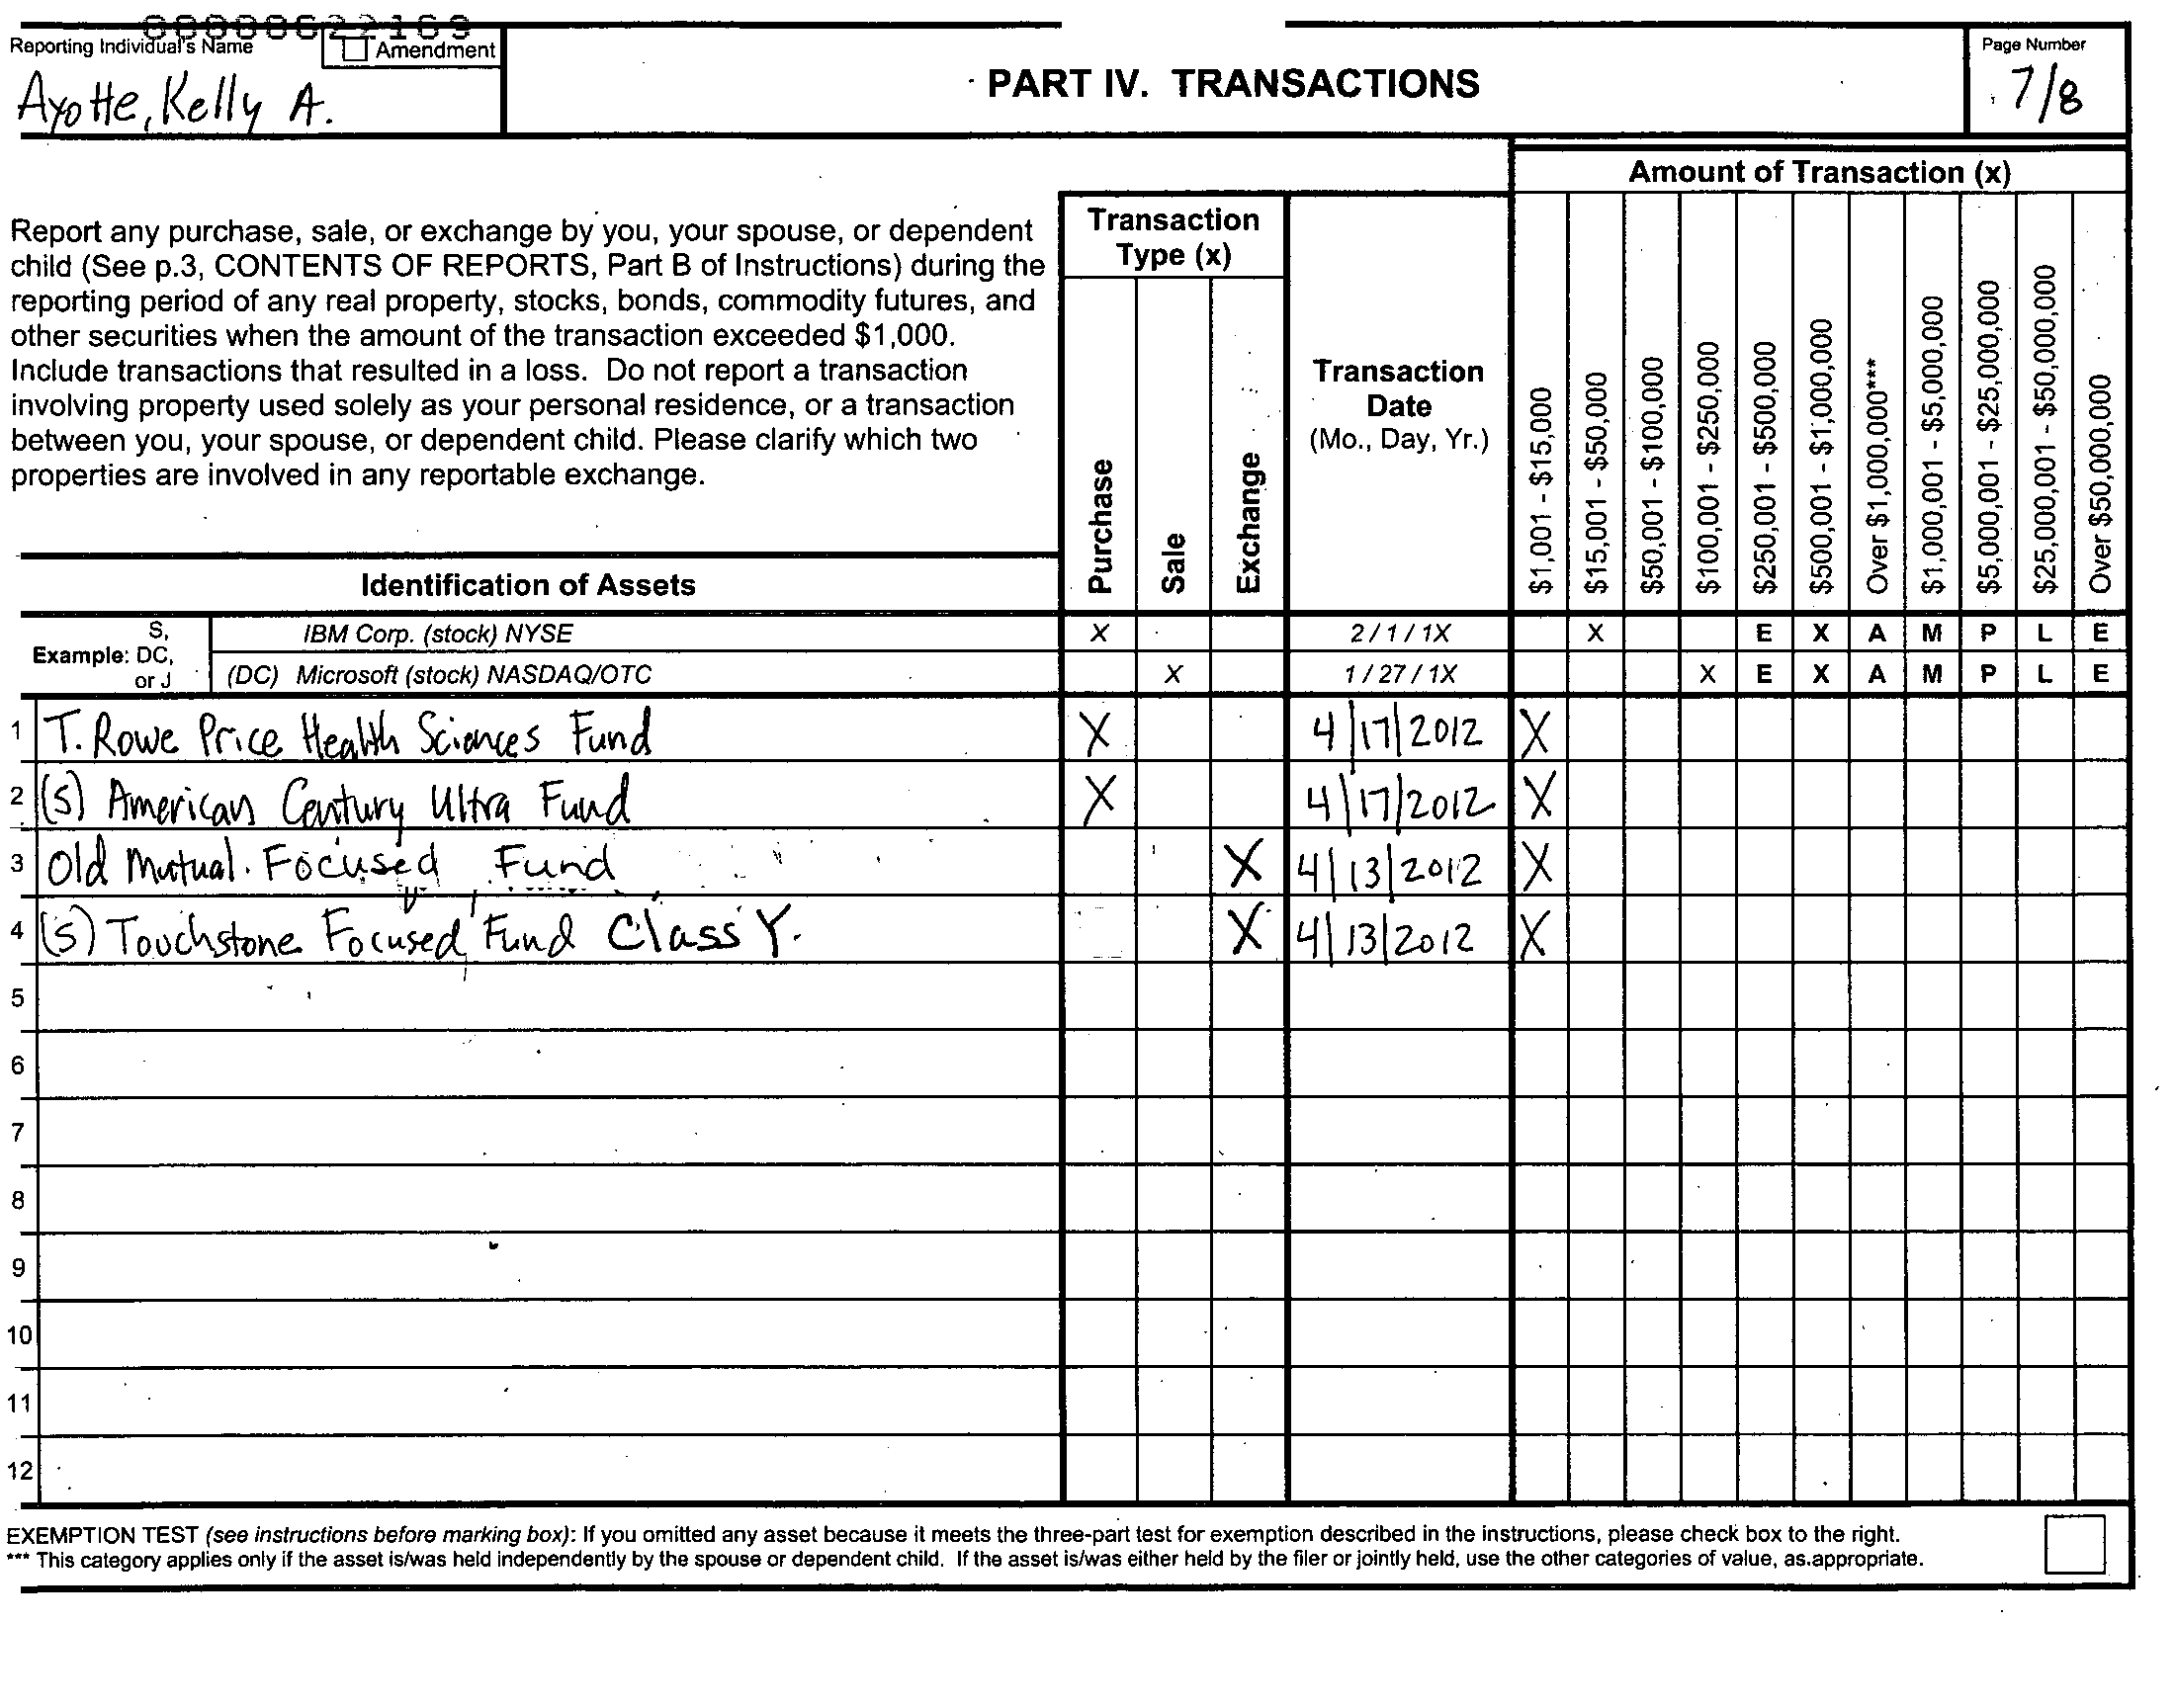 Reporting Individual's Name
Amendment
Ayotte, Kelly A.
PART IV. TRANSACTIONS
Page Number
7/8
Amount of Transaction (x)
Report any purchase, sale, or exchange by you, your spouse, or dependent
child (See p.3, CONTENTS OF REPORTS, Part B of Instructions) during the
reporting period of any real property, stocks, bonds, commodity futures, and
other securities when the amount of the transaction exceeded $1,000.
Include transactions that resulted in a loss. Do not report a transaction
involving property used solely as your personal residence, or a transaction
between you, your spouse, or dependent child. Please clarify which two
properties are involved in any reportable exchange.
Transaction
Type (x)
Purchase
Sale
Exchange
Transaction
Date
(Mo., Day, Yr.)
$1,001 - $15,000
$15,001 - $50,000
$50,001 - $100,000
$100,001 - $250,000
$250,001 - $500,000
$500,001 - $1,000,000
Over $1,000,000***
$1,000,001 - $5,000,000
$5,000,001 - $25,000,000
$25,000,001 - $50,000,000
Over $50,000,000
Identification of Assets
Example: S, DC, or J
IBM Corp. (stock) NYSE X 2/1/1X X E X A M P L E
(DC) Microsoft (stock) NASDAQ/OTC X 1/27/1X X E X A M P L E
1 T. Rowe Price Health Sciences Fund X 4/17/2012 X
2 (S) American Century Ultra Fund X 4/17/2012 X
3 Old Mutual Focused Fund X 4/13/2012 X
4 (S) Touchstone Focused Fund Class Y. X 4/13/2012 X
5
6
7
8
9
10
11
12
EXEMPTION TEST (see instructions before marking box): If you omitted any asset because it meets the three-part test for exemption described in the instructions, please check box to the right.
*** This category applies only if the asset is/was held independently by the spouse or dependent child. If the asset is/was either held by the filer or jointly held, use the other categories of value, as.appropriate.